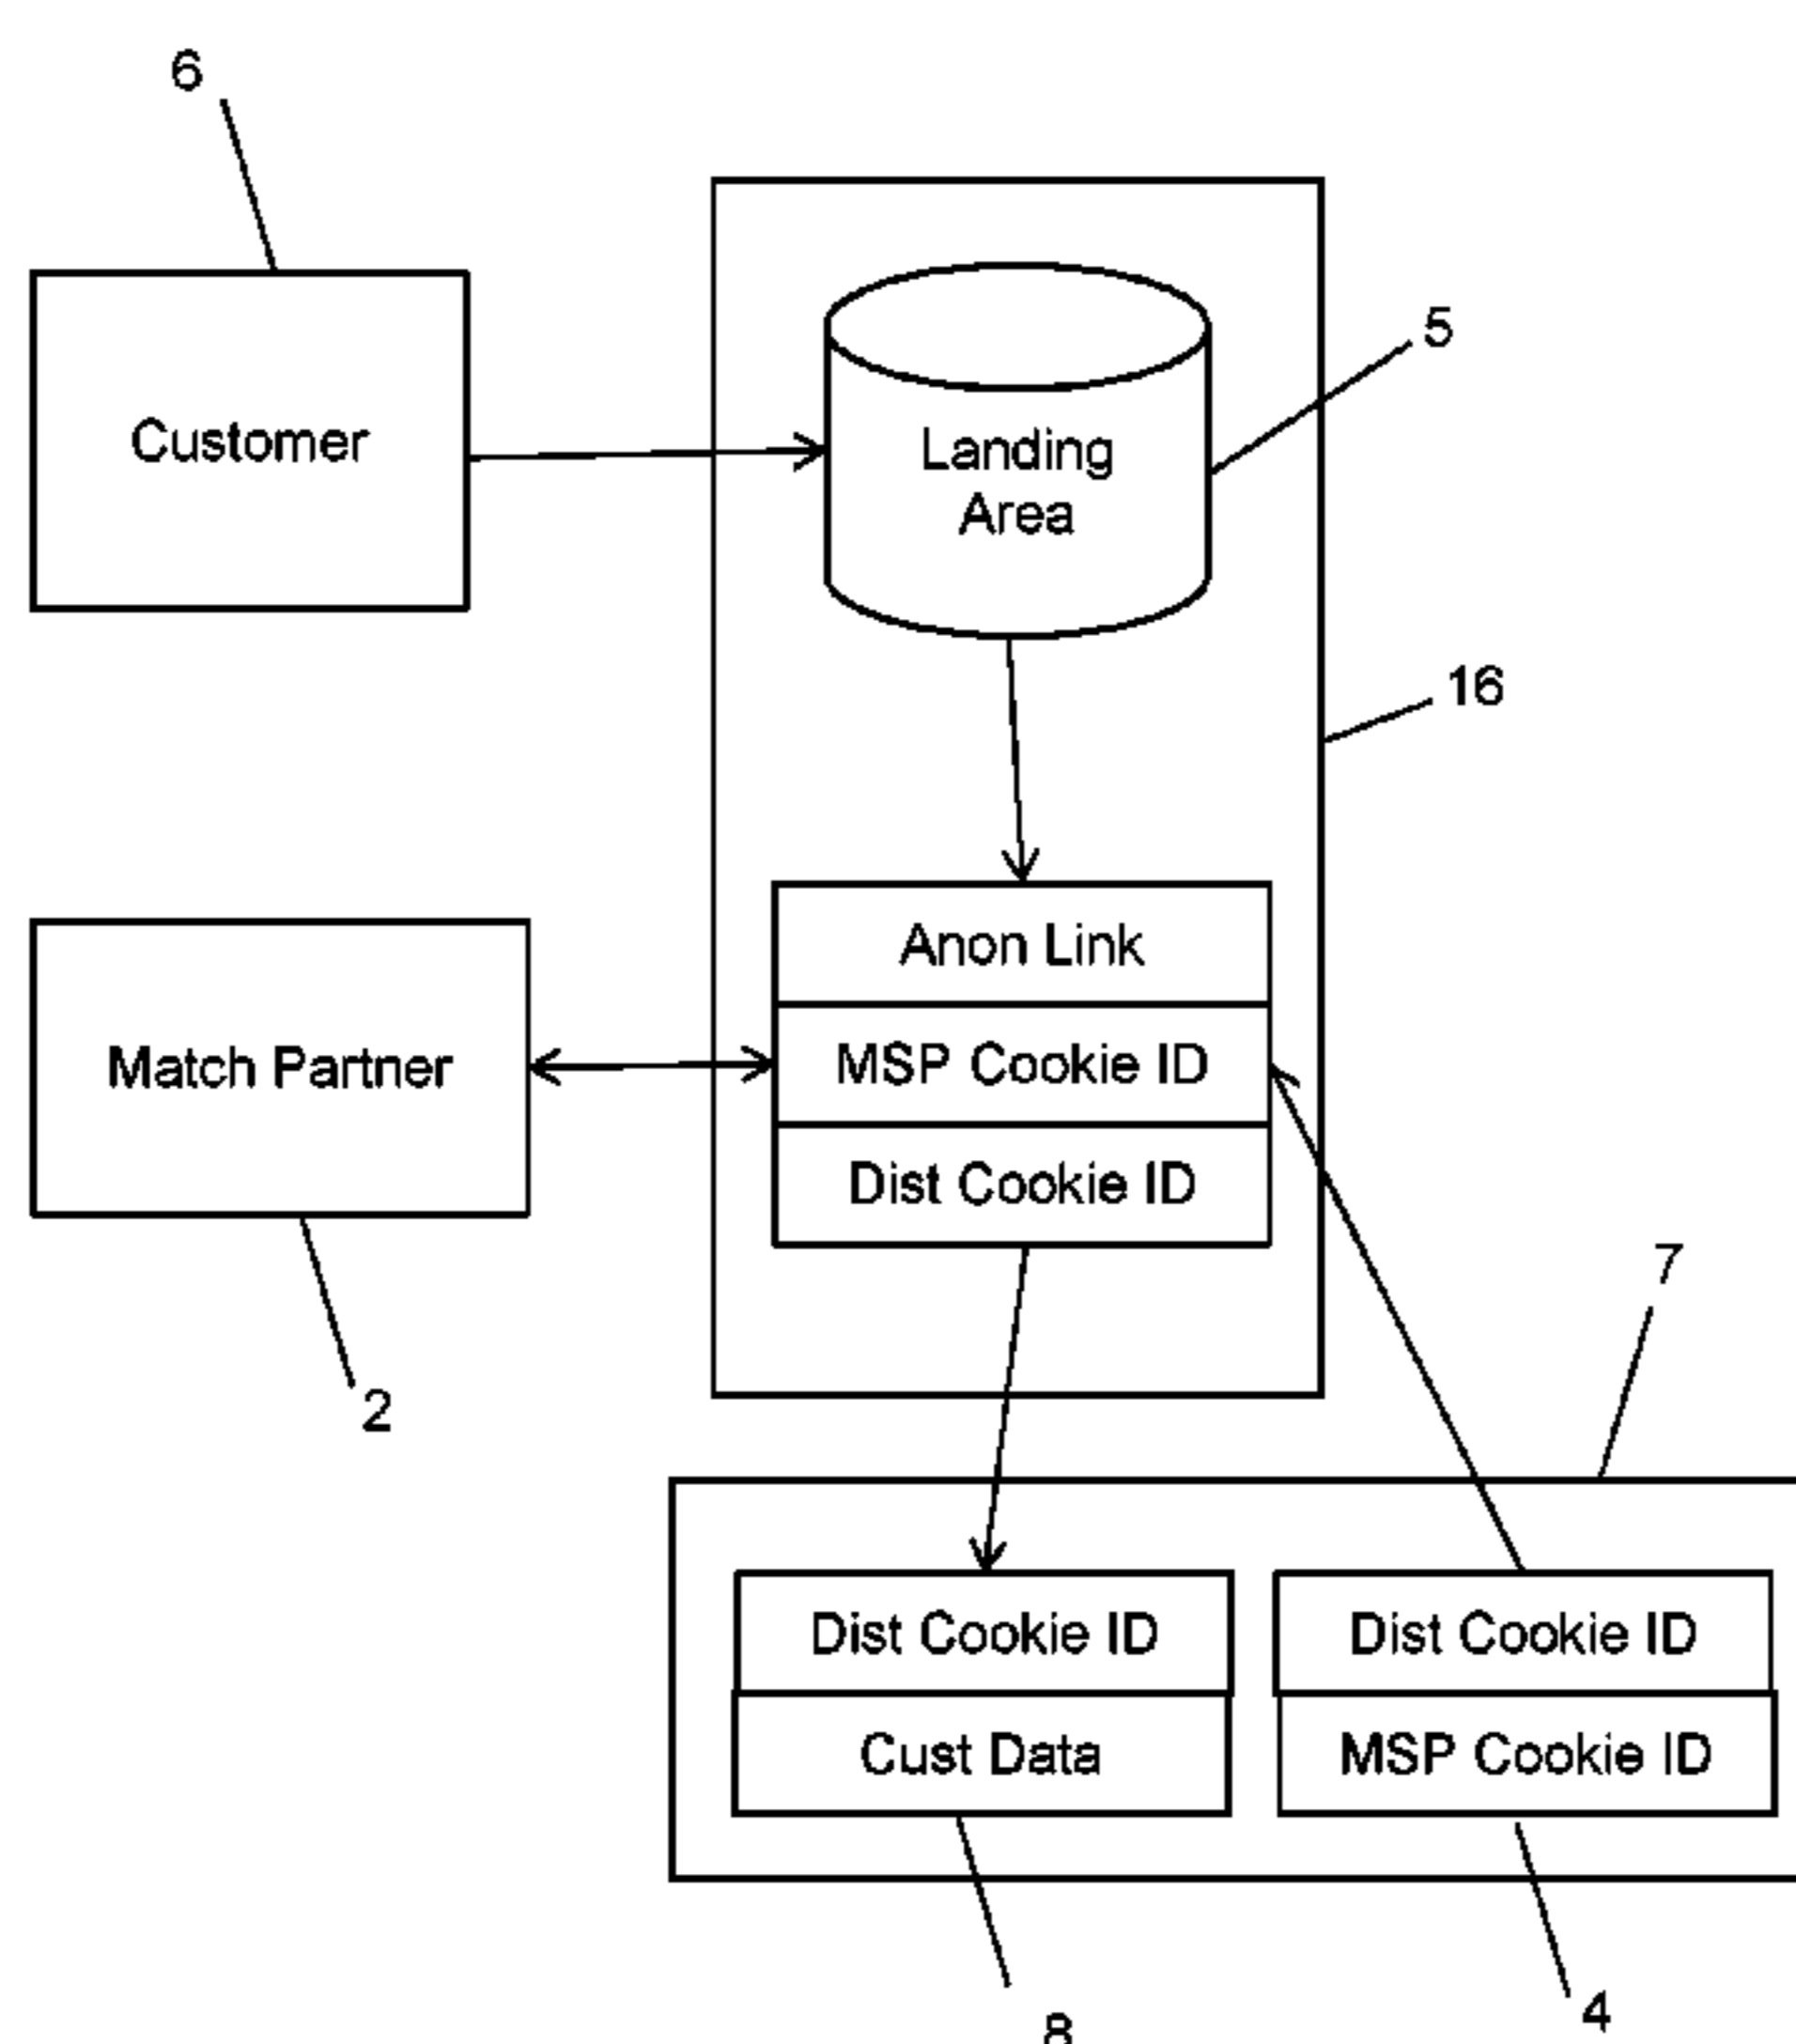 6
5
Customer
Landing
Area
16
Anon Link
Match Partner
MSP Cookie ID
Dist Cookie ID
7
2
Dist Cookie ID
Dist Cookie ID
Cust Data
MSP Cookie ID
8
4